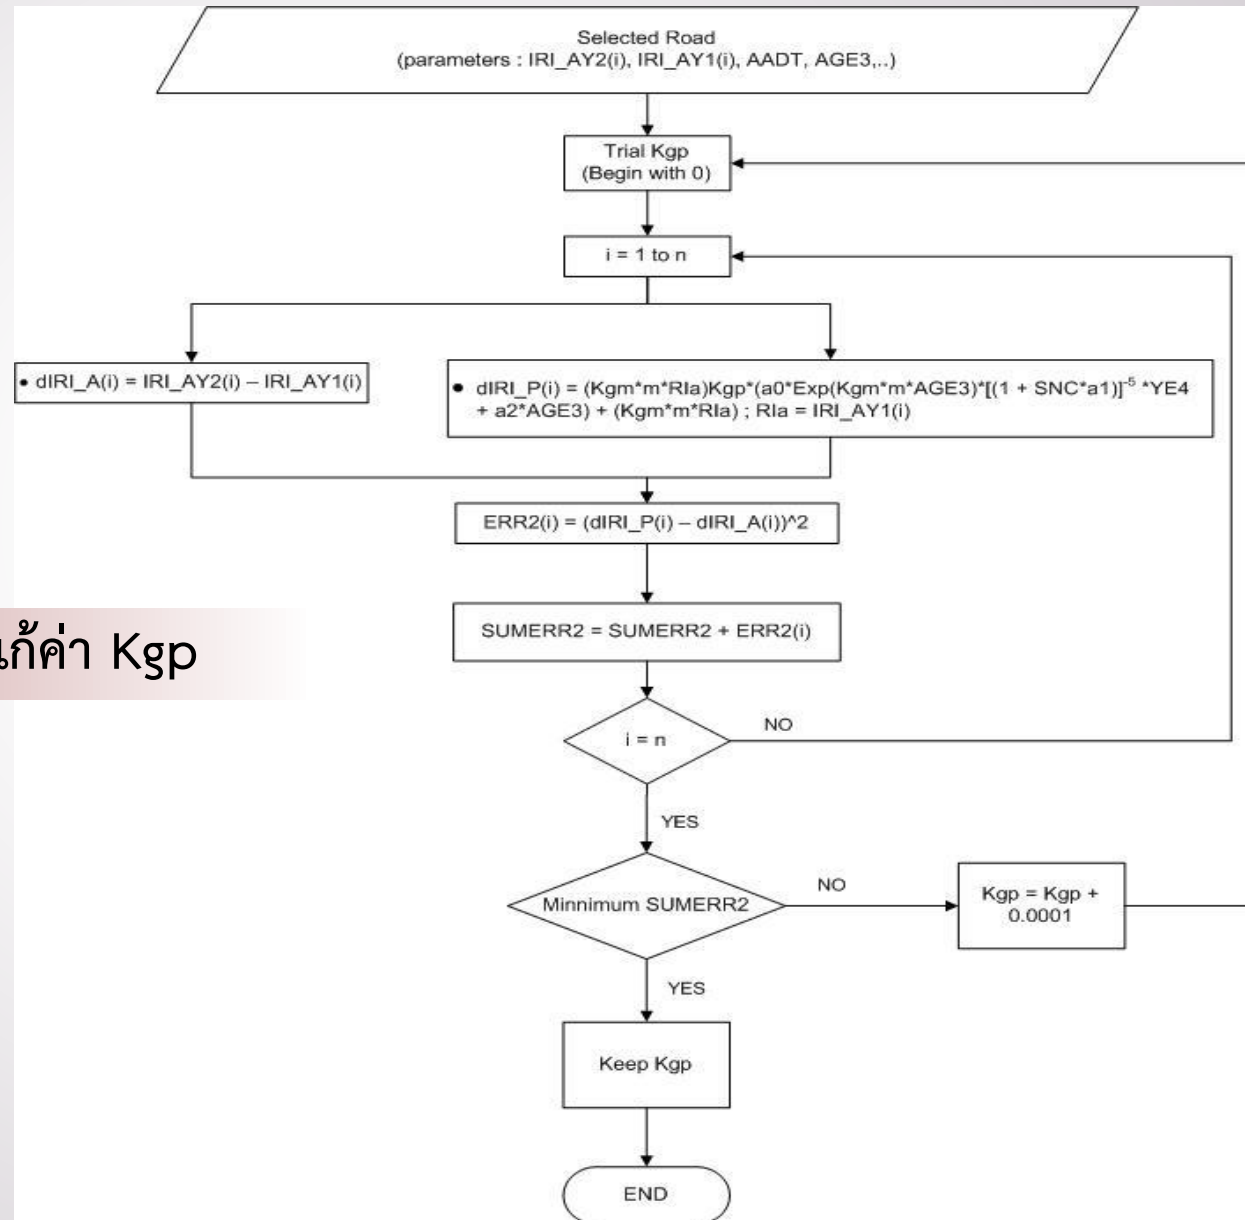 Selected Road
(parameters : IRI_AY2(i), IRI_AY1(i), AADT, AGE3,..)
Trial Kgp
(Begin with 0)
i = 1 to n
• dIRI_A(i) = IRI_AY2(i) – IRI_AY1(i)
• dIRI_P(i) = (Kgm*m*RIa)Kgp*(a0*Exp(Kgm*m*AGE3)*[(1 + SNC*a1)]⁻⁵ *YE4
+ a2*AGE3) + (Kgm*m*RIa) ; RIa = IRI_AY1(i)
ERR2(i) = (dIRI_P(i) – dIRI_A(i))^2
SUMERR2 = SUMERR2 + ERR2(i)
ก้ค่า Kgp
i = n
NO
YES
Minnimum SUMERR2
NO
Kgp = Kgp +
0.0001
YES
Keep Kgp
END